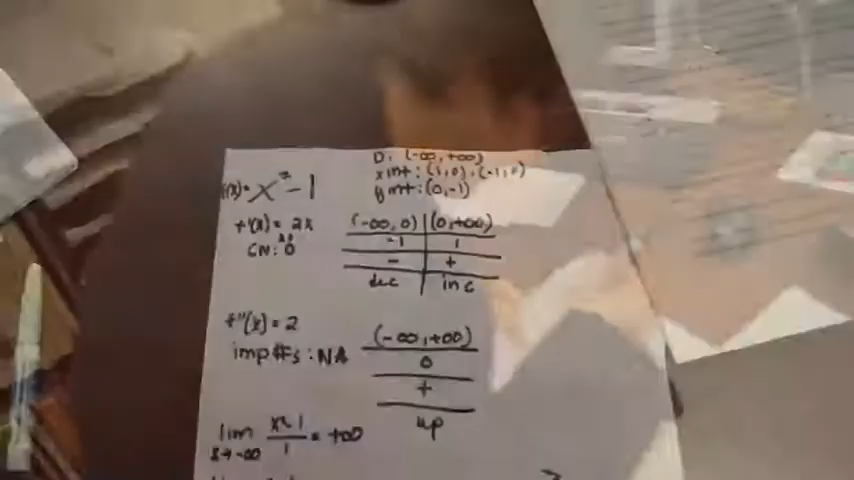 f(x)= x²-1
D: (-∞,+∞)
x int: (1,0), (-1,0)
y int: (0,-1)
f'(x) = 2x
CN: x=0
(-∞,0) | (0,+∞)
-1 | 1
- | +
dec | inc
f"(x) = 2
imp #s: NA
(-∞,+∞)
0
+
up
lim x→-∞ x²-1/1 = +∞